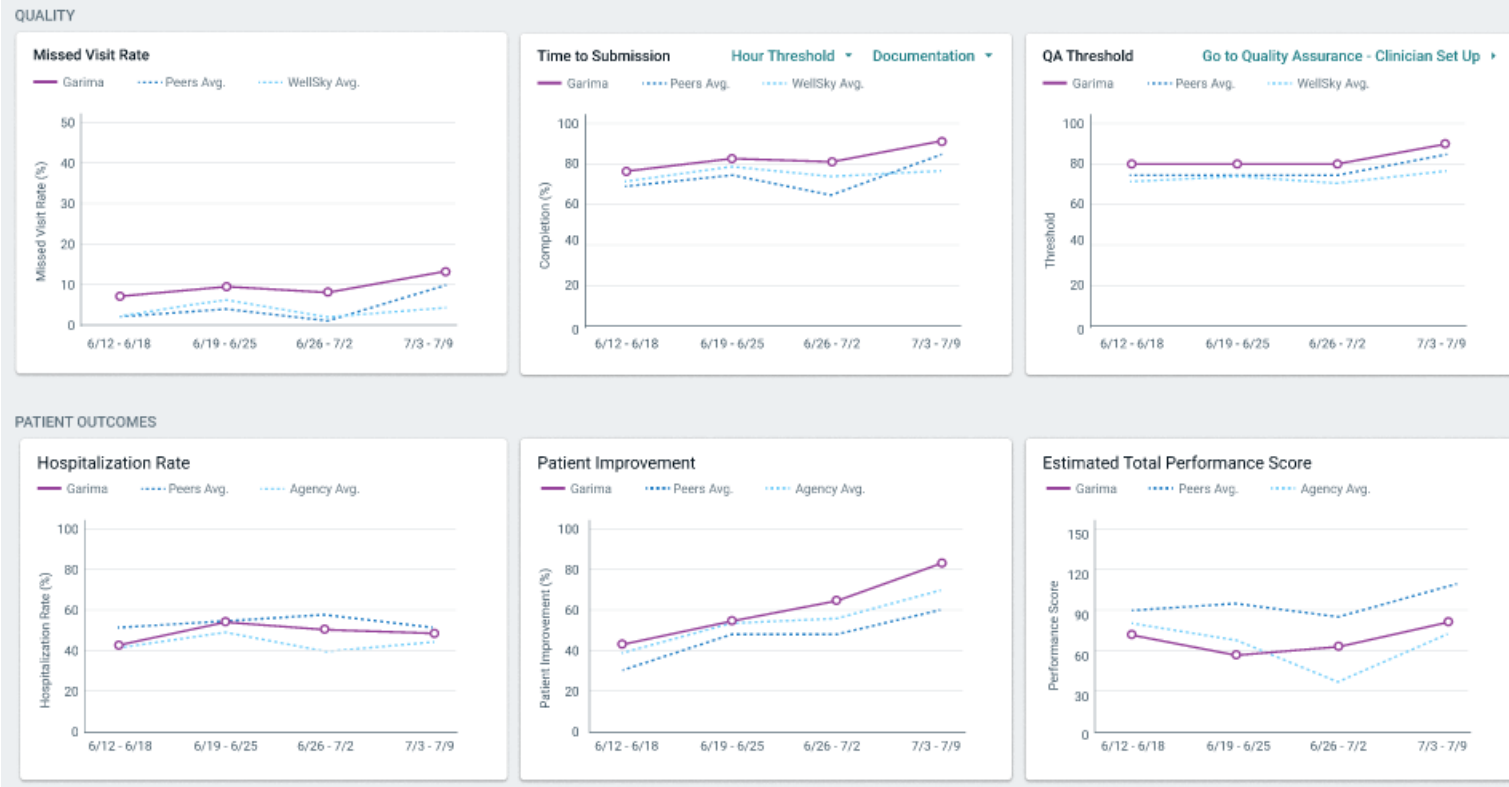 QUALITY
Missed Visit Rate
Garima Peers Avg. WellSky Avg.
50
40
30
20
10
0
Missed Visit Rate (%)
6/12 - 6/18 6/19 - 6/25 6/26 - 7/2 7/3 - 7/9
Time to Submission Hour Threshold Documentation
Garima Peers Avg. WellSky Avg.
100
80
60
40
20
0
Completion (%)
6/12 - 6/18 6/19 - 6/25 6/26 - 7/2 7/3 - 7/9
QA Threshold Go to Quality Assurance - Clinician Set Up
Garima Peers Avg. WellSky Avg.
100
80
60
40
20
0
Threshold
6/12 - 6/18 6/19 - 6/25 6/26 - 7/2 7/3 - 7/9
PATIENT OUTCOMES
Hospitalization Rate
Garima Peers Avg. Agency Avg.
100
80
60
40
20
0
Hospitalization Rate (%)
6/12 - 6/18 6/19 - 6/25 6/26 - 7/2 7/3 - 7/9
Patient Improvement
Garima Peers Avg. Agency Avg.
100
80
60
40
20
0
Patient Improvement (%)
6/12 - 6/18 6/19 - 6/25 6/26 - 7/2 7/3 - 7/9
Estimated Total Performance Score
Garima Peers Avg. Agency Avg.
150
120
90
60
30
0
Performance Score
6/12 - 6/18 6/19 - 6/25 6/26 - 7/2 7/3 - 7/9